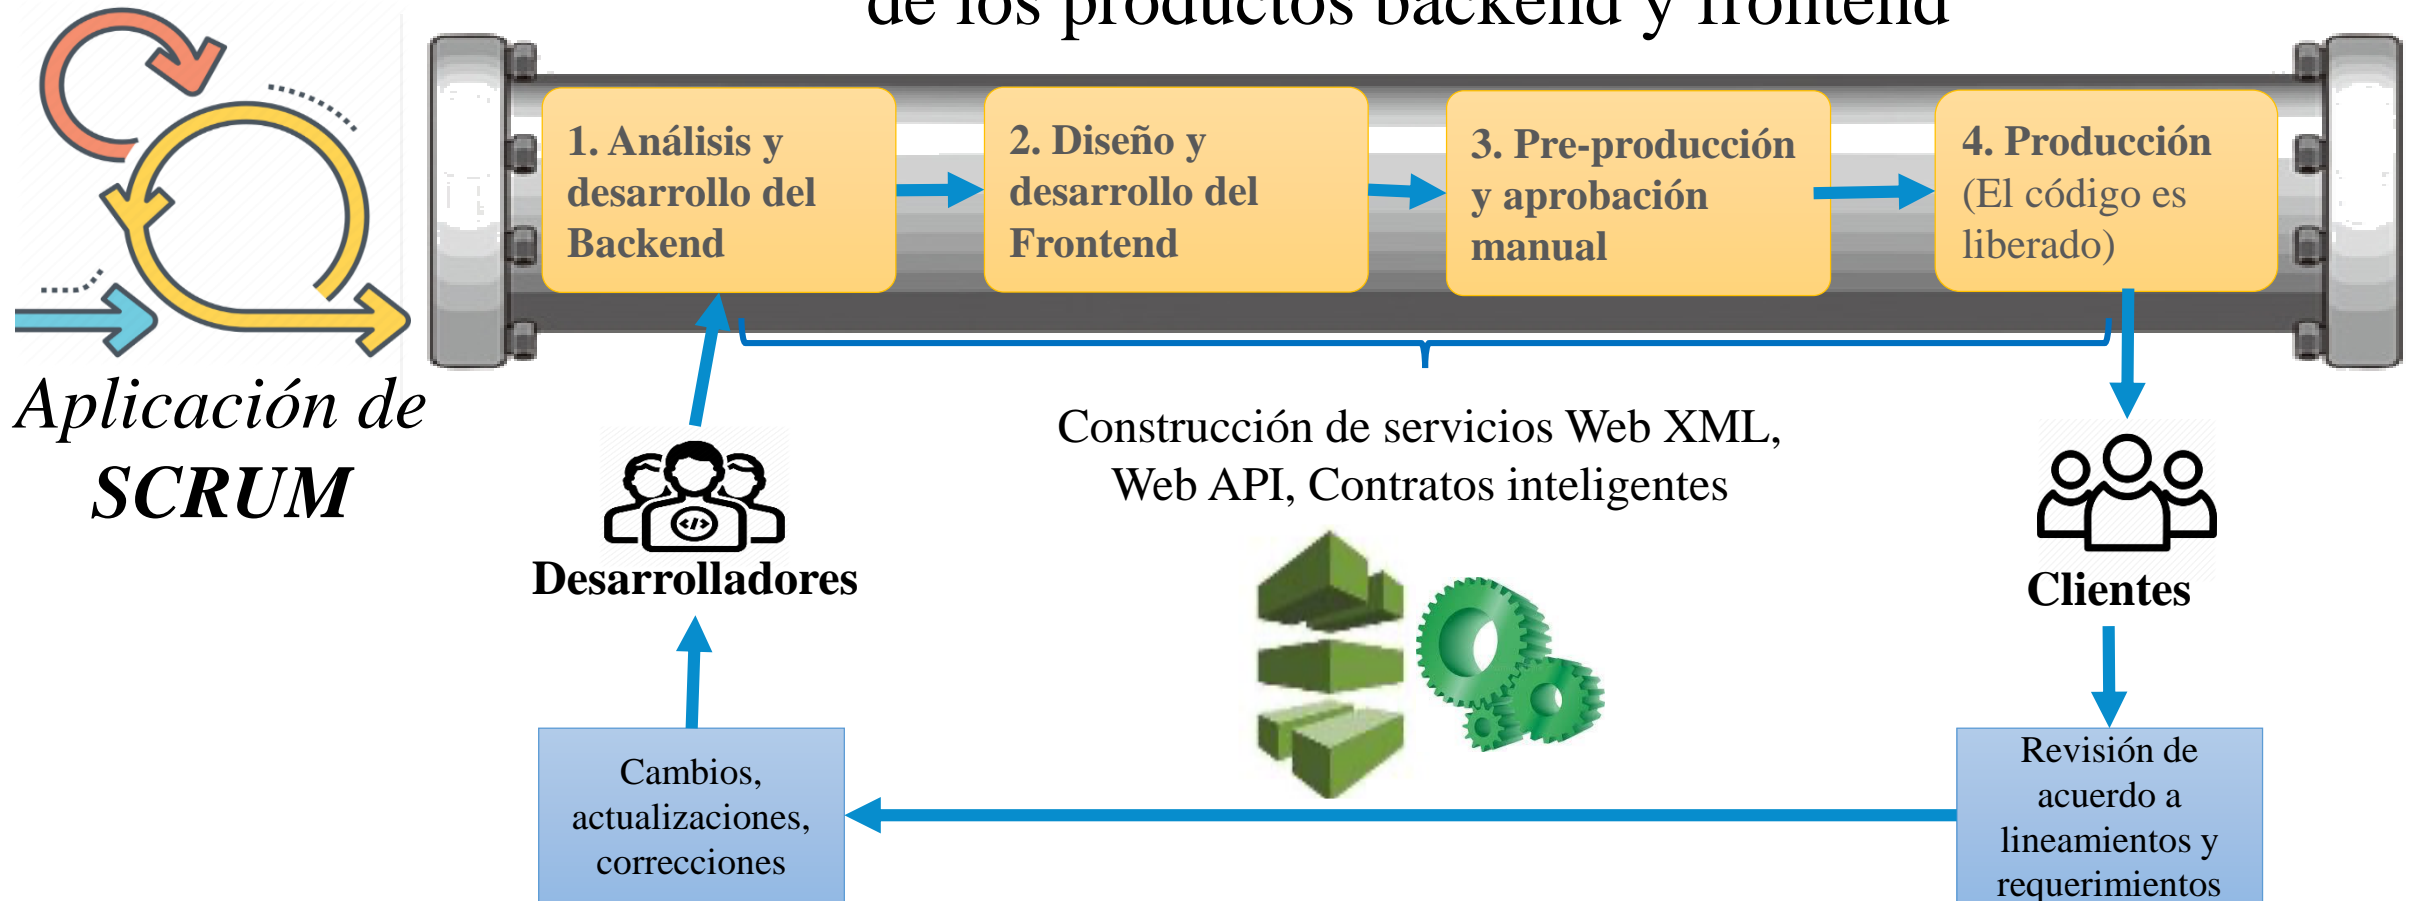 de los productos backend y frontend
1. Análisis y
desarrollo del
Backend
2. Diseño y
desarrollo del
Frontend
3. Pre-producción
y aprobación
manual
4. Producción
(El código es
liberado)
Aplicación de
SCRUM
Construcción de servicios Web XML,
Web API, Contratos inteligentes
</>
Desarrolladores
Clientes
Cambios,
actualizaciones,
correcciones
Revisión de
acuerdo a
lineamientos y
requerimientos